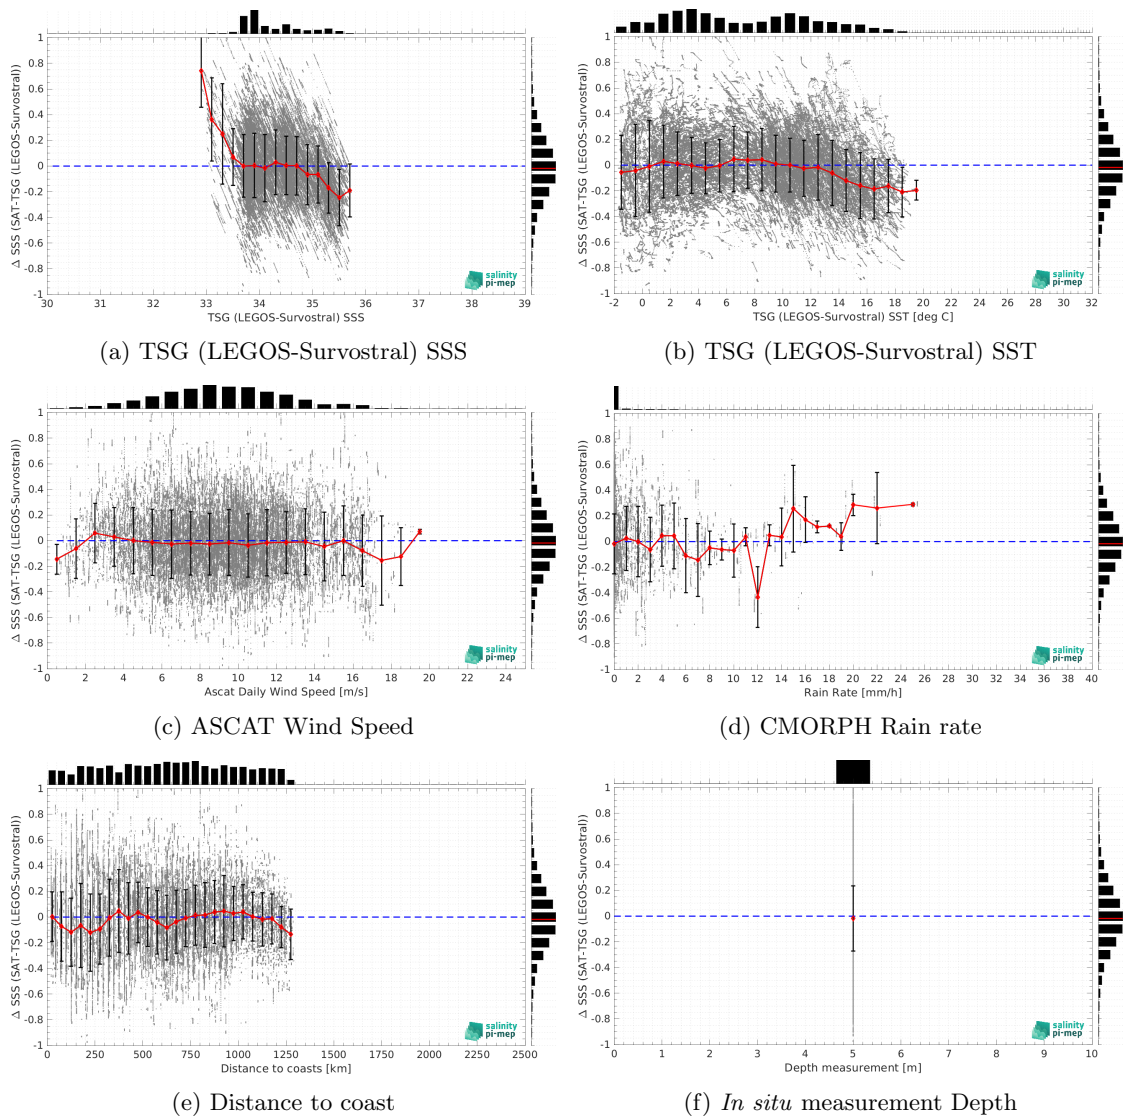 1
0.8
0.6
0.4
0.2
0
-0.2
-0.4
-0.6
-0.8
-1
Δ SSS (SAT-TSG (LEGOS-Survostral))
salinity
pi-mep
30 31 32 33 34 35 36 37 38 39
TSG (LEGOS-Survostral) SSS
(a) TSG (LEGOS-Survostral) SSS
1
0.8
0.6
0.4
0.2
0
-0.2
-0.4
-0.6
-0.8
-1
Δ SSS (SAT-TSG (LEGOS-Survostral))
salinity
pi-mep
-2 0 2 4 6 8 10 12 14 16 18 20 22 24 26 28 30 32
TSG (LEGOS-Survostral) SST [deg C]
(b) TSG (LEGOS-Survostral) SST
1
0.8
0.6
0.4
0.2
0
-0.2
-0.4
-0.6
-0.8
-1
Δ SSS (SAT-TSG (LEGOS-Survostral))
salinity
pi-mep
0 2 4 6 8 10 12 14 16 18 20 22 24
Ascat Daily Wind Speed [m/s]
(c) ASCAT Wind Speed
1
0.8
0.6
0.4
0.2
0
-0.2
-0.4
-0.6
-0.8
-1
Δ SSS (SAT-TSG (LEGOS-Survostral))
salinity
pi-mep
0 2 4 6 8 10 12 14 16 18 20 22 24 26 28 30 32 34 36 38 40
Rain Rate [mm/h]
(d) CMORPH Rain rate
1
0.8
0.6
0.4
0.2
0
-0.2
-0.4
-0.6
-0.8
-1
Δ SSS (SAT-TSG (LEGOS-Survostral))
salinity
pi-mep
0 250 500 750 1000 1250 1500 1750 2000 2250 2500
Distance to coasts [km]
(e) Distance to coast
1
0.8
0.6
0.4
0.2
0
-0.2
-0.4
-0.6
-0.8
-1
Δ SSS (SAT-TSG (LEGOS-Survostral))
salinity
pi-mep
0 1 2 3 4 5 6 7 8 9 10
Depth measurement [m]
(f) In situ measurement Depth